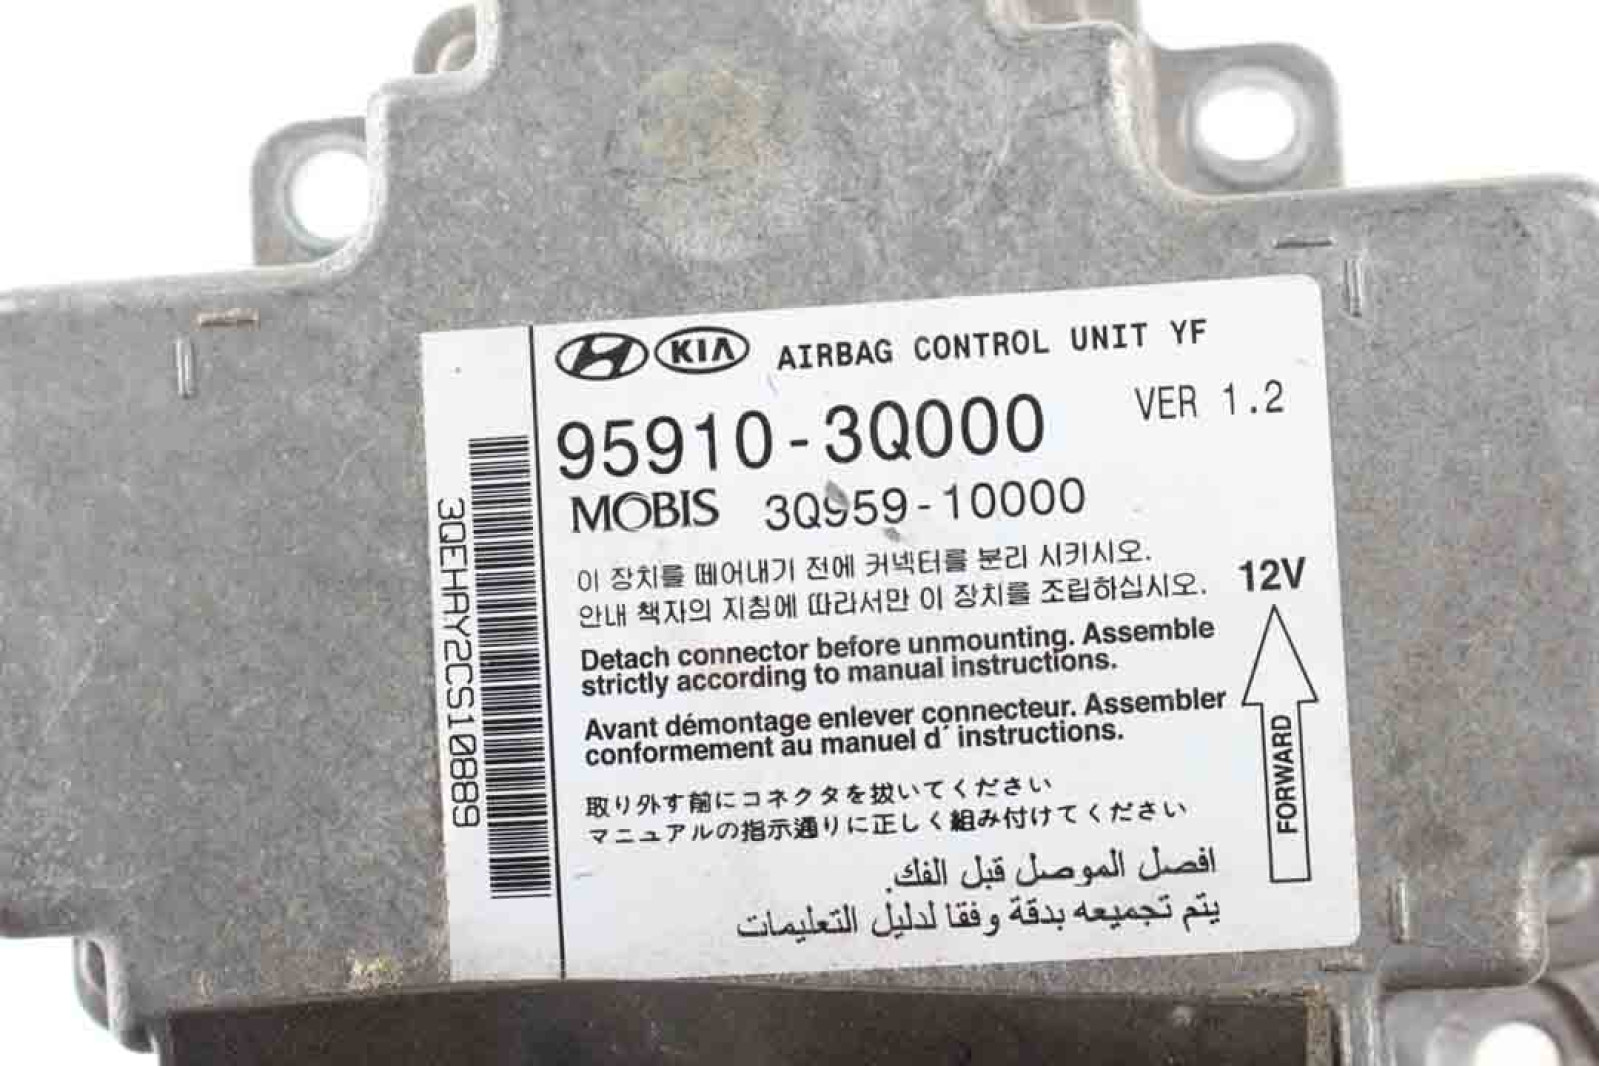 KIA AIRBAG CONTROL UNIT YF
95910-3Q000 VER 1.2
MOBIS 3Q959-10000
이 장치를 떼어내기 전에 커넥터를 분리 시키시오.
안내 책자의 지침에 따라서만 이 장치를 조립하십시오.
12V
Detach connector before unmounting. Assemble
strictly according to manual instructions.
Avant démontage enlever connecteur. Assembler
conformement au manuel d´instructions.
FORWARD
取り外す前にコネクタを抜いてください
マニュアルの指示通りに正しく組み付けてください
افصل الموصل قبل الفك.
يتم تجميعه بدقة وفقا لدليل التعليمات
3QEHAY2CS10889